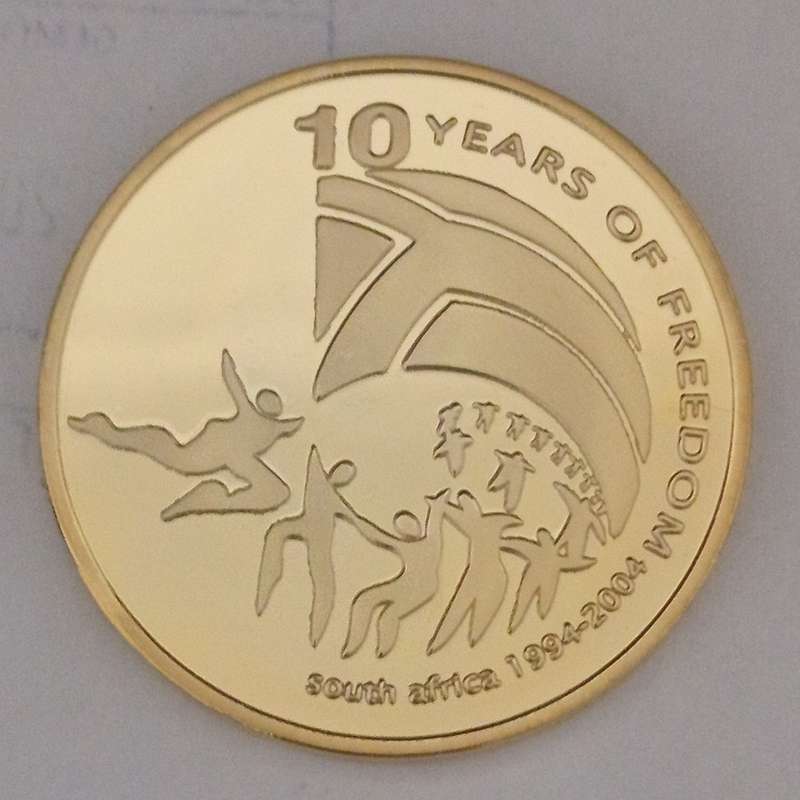 10 YEARS OF FREEDOM
south africa 1994-2004